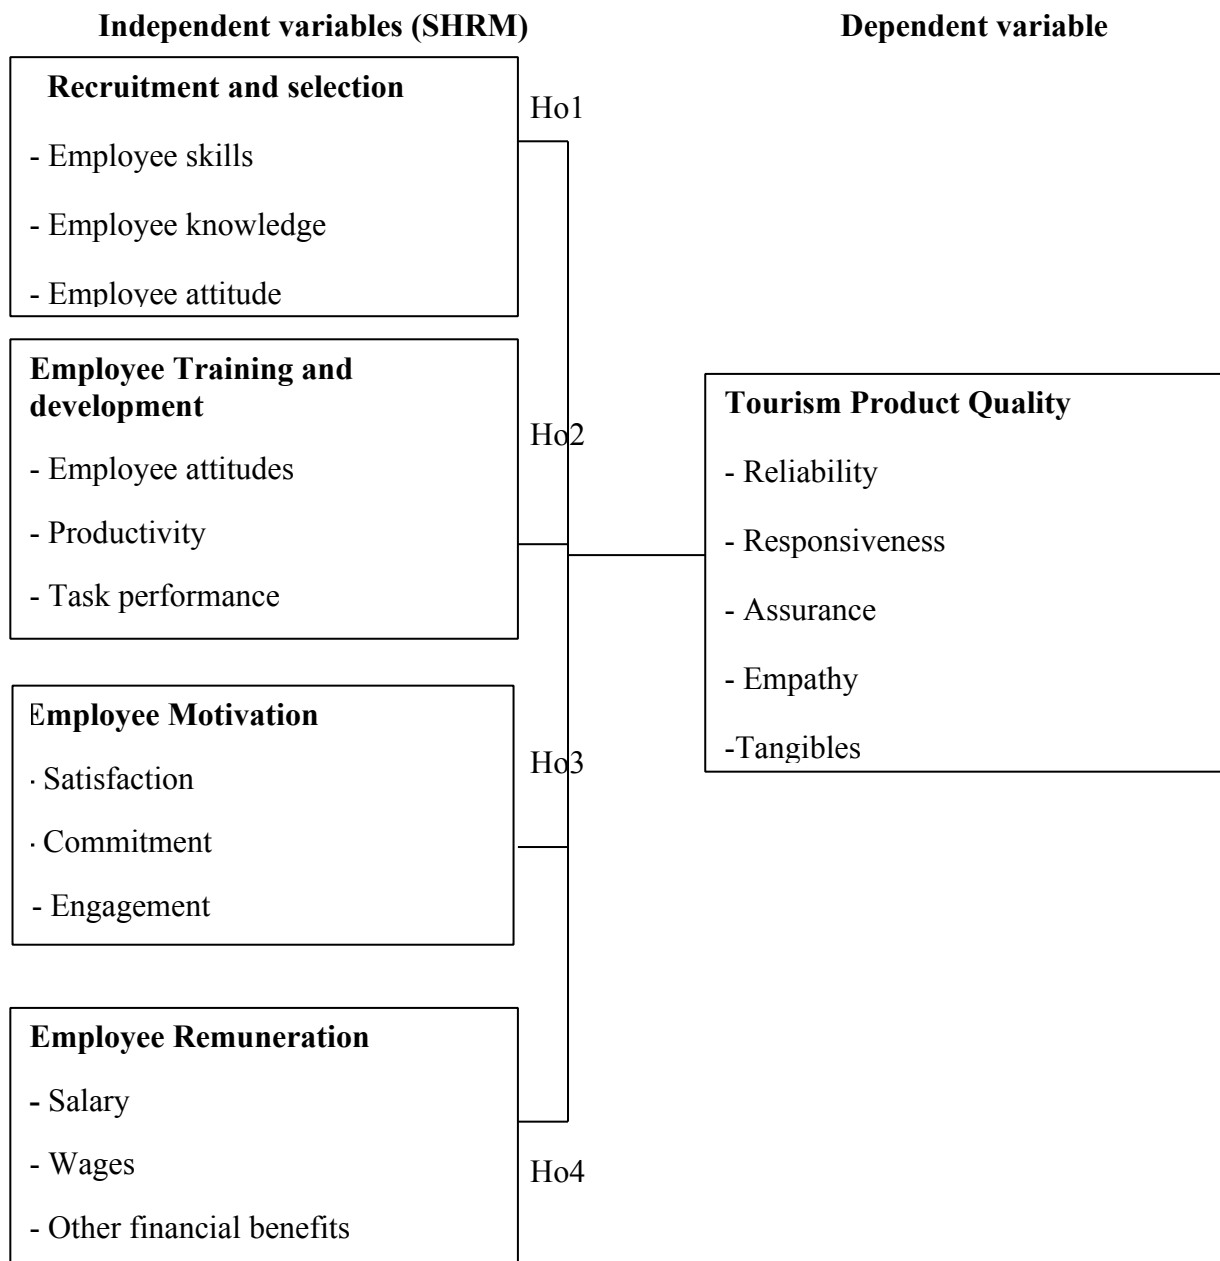 Independent variables (SHRM)
Dependent variable
Recruitment and selection
- Employee skills
- Employee knowledge
- Employee attitude
Ho1
Employee Training and
development
- Employee attitudes
- Productivity
- Task performance
Ho2
Employee Motivation
- Satisfaction
- Commitment
- Engagement
Ho3
Employee Remuneration
- Salary
- Wages
- Other financial benefits
Ho4
Tourism Product Quality
- Reliability
- Responsiveness
- Assurance
- Empathy
-Tangibles